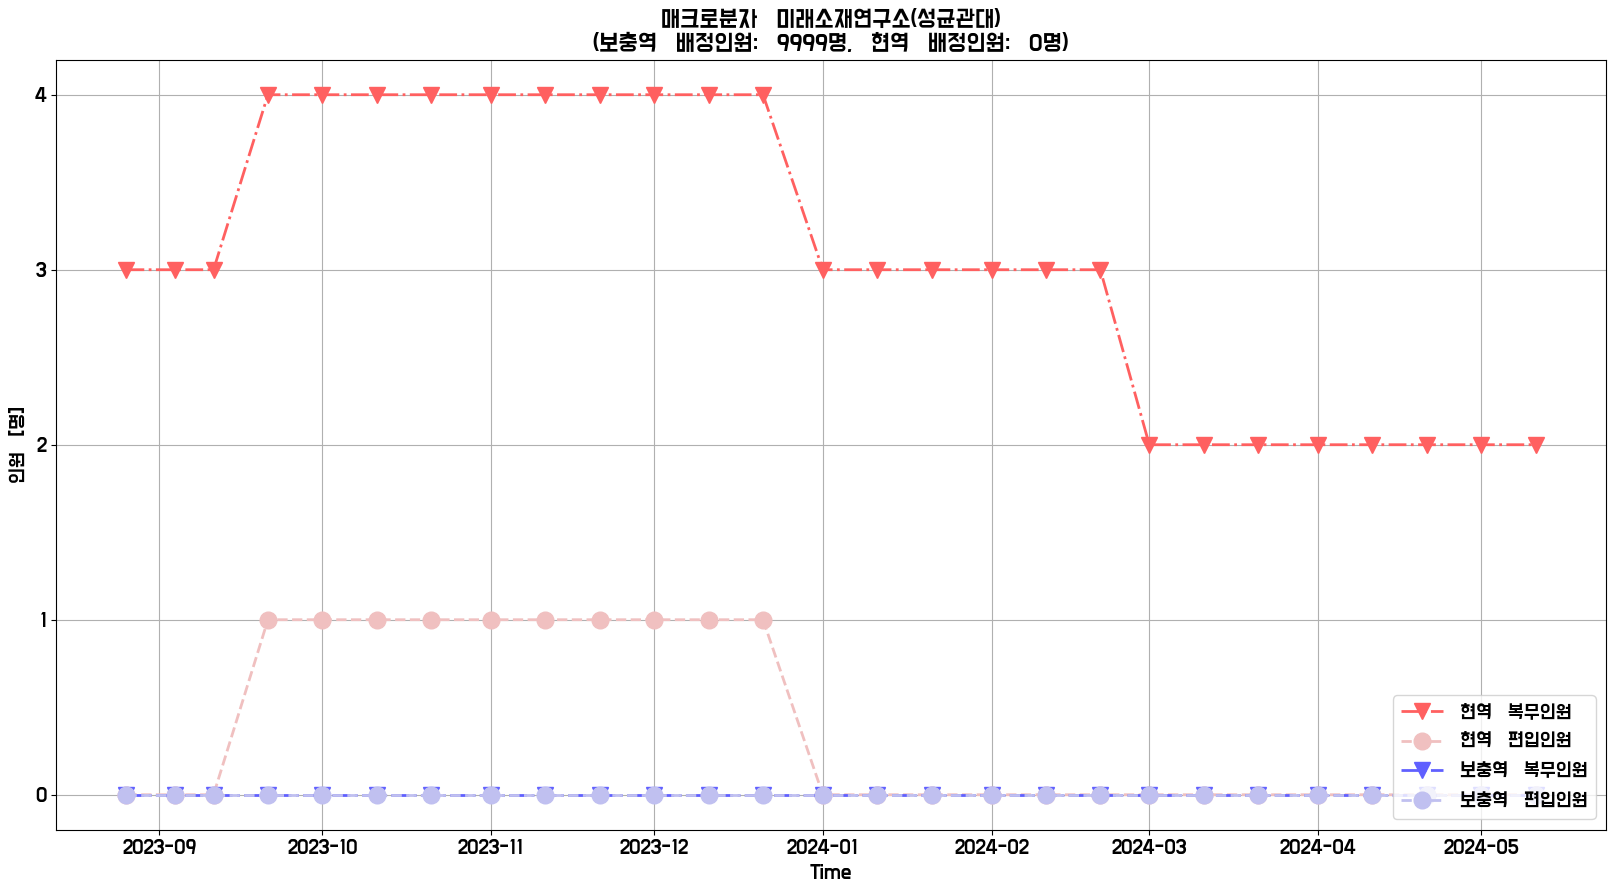 매크로분자 미래소재연구소(성균관대)
(보충역 배정인원: 9999명, 현역 배정인원: 0명)
인원 [명]
4
3
2
1
0
현역 복무인원
현역 편입인원
보충역 복무인원
보충역 편입인원
2023-09 2023-10 2023-11 2023-12 2024-01 2024-02 2024-03 2024-04 2024-05
Time